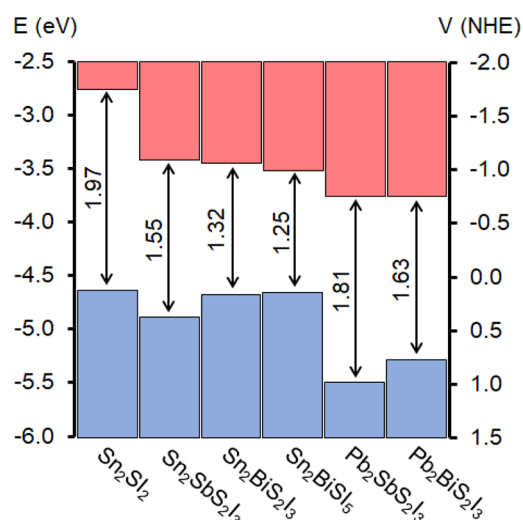 E (eV) V (NHE)
-2.5 -2.0
-3.0 -1.5
-3.5 -1.0
-4.0 -0.5
-4.5 0.0
-5.0 0.5
-5.5 1.0
-6.0 1.5
1.97 1.55 1.32 1.25 1.81 1.63
Sn₂SI₂ Sn₂SbS₂I₃ Sn₂BiS₂I₃ Sn₂BiSI₅ Pb₂SbS₂I₃ Pb₂BiS₂I₃